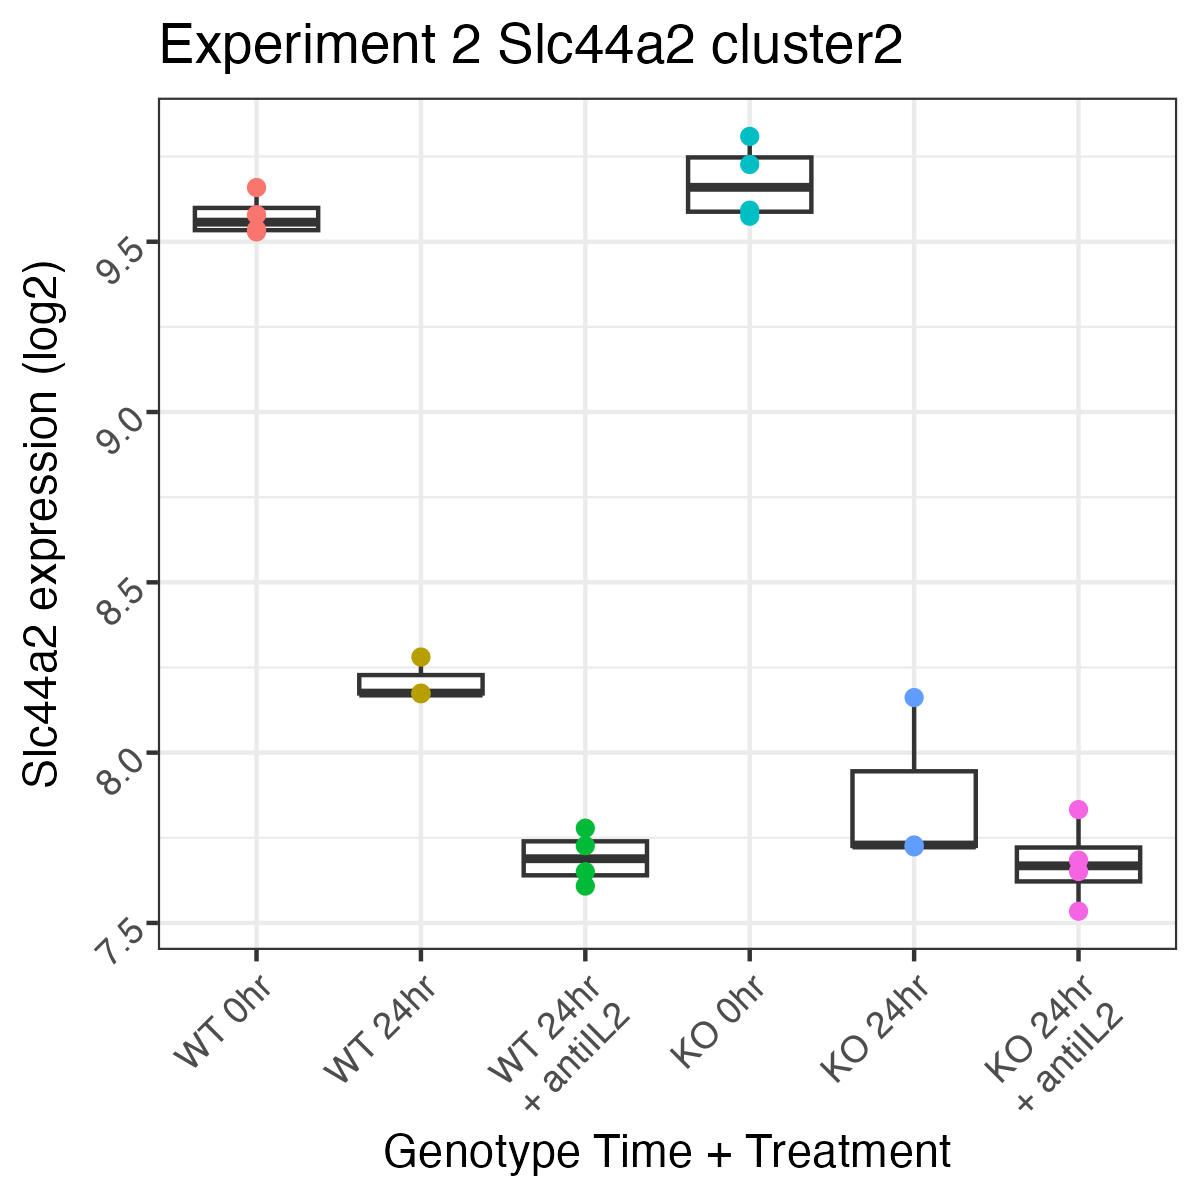 Experiment 2 Slc44a2 cluster2
Slc44a2 expression (log2)
9.5
9.0
8.5
8.0
7.5
WT 0hr
WT 24hr
WT 24hr
+ antiIL2
KO 0hr
KO 24hr
KO 24hr
+ antiIL2
Genotype Time + Treatment